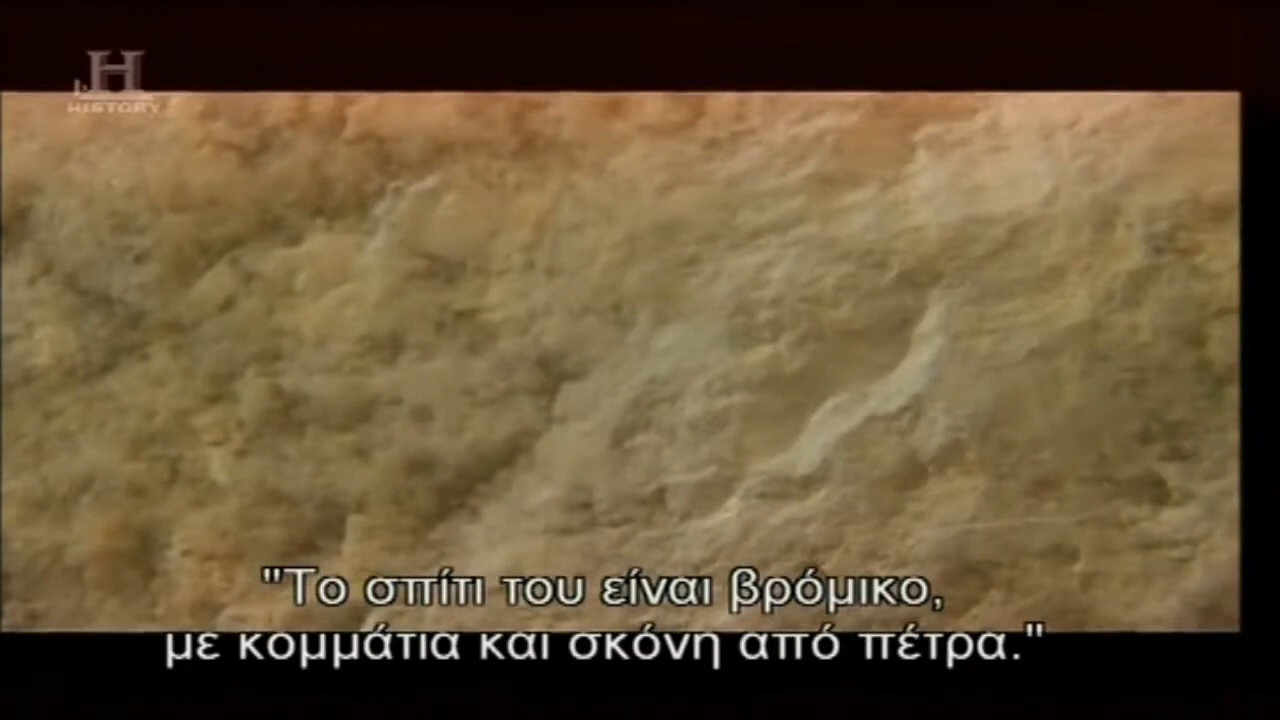 H
HISTORY
"Το σπίτι του είναι βρόμικο,
με κομμάτια και σκόνη από πέτρα."